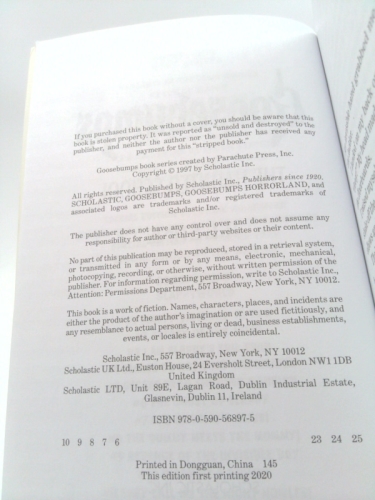 If you purchased this book without a cover, you should be aware that this
book is stolen property. It was reported as "unsold and destroyed" to the
publisher, and neither the author nor the publisher has received any
payment for this "stripped book."
Goosebumps book series created by Parachute Press, Inc.
Copyright © 1997 by Scholastic Inc.
All rights reserved. Published by Scholastic Inc., Publishers since 1920,
SCHOLASTIC, GOOSEBUMPS, GOOSEBUMPS HORRORLAND, and
associated logos are trademarks and/or registered trademarks of
Scholastic Inc.
The publisher does not have any control over and does not assume any
responsibility for author or third-party websites or their content.
No part of this publication may be reproduced, stored in a retrieval system,
or transmitted in any form or by any means, electronic, mechanical,
photocopying, recording, or otherwise, without written permission of the
publisher. For information regarding permission, write to Scholastic Inc.,
Attention: Permissions Department, 557 Broadway, New York, NY 10012.
This book is a work of fiction. Names, characters, places, and incidents are
either the product of the author's imagination or are used fictitiously, and
any resemblance to actual persons, living or dead, business establishments,
events, or locales is entirely coincidental.
Scholastic Inc., 557 Broadway, New York, NY 10012
Scholastic UK Ltd., Euston House, 24 Eversholt Street, London NW1 1DB
United Kingdom
Scholastic LTD, Unit 89E, Lagan Road, Dublin Industrial Estate,
Glasnevin, Dublin 11, Ireland
ISBN 978-0-590-56897-5
10 9 8 7 6 23 24 25
Printed in Dongguan, China 145
This edition first printing 2020